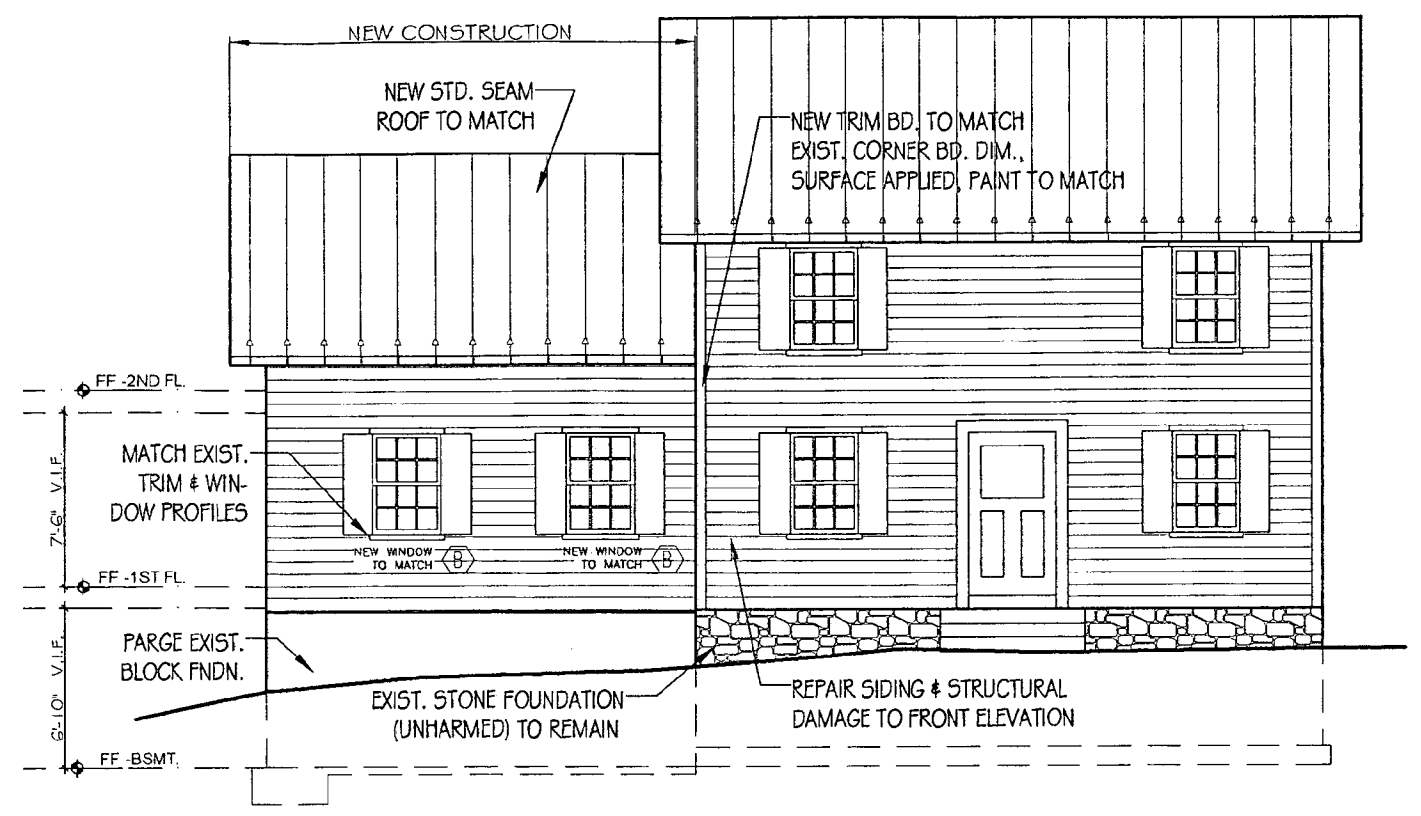 NEW CONSTRUCTION
NEW STD. SEAM
ROOF TO MATCH
NEW TRIM BD. TO MATCH
EXIST. CORNER BD. DIM.,
SURFACE APPLIED, PAINT TO MATCH
FF -2ND FL.
MATCH EXIST.
TRIM & WIN-
DOW PROFILES
7'-6" V.I.F.
NEW WINDOW
TO MATCH
B
NEW WINDOW
TO MATCH
B
FF -1ST FL.
PARGE EXIST.
BLOCK FNDN.
6'-10" V.I.F.
EXIST. STONE FOUNDATION
(UNHARMED) TO REMAIN
REPAIR SIDING & STRUCTURAL
DAMAGE TO FRONT ELEVATION
FF -BSMT.